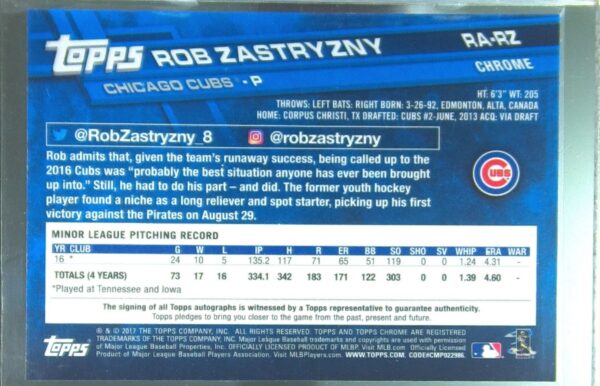 Topps ROB ZASTRYZNY RA-RZ
CHICAGO CUBS - P CHROME
HT: 6'3" WT: 205
THROWS: LEFT BATS: RIGHT BORN: 3-26-92, EDMONTON, ALTA, CANADA
HOME: CORPUS CHRISTI, TX DRAFTED: CUBS #2-JUNE, 2013 ACQ: VIA DRAFT
@RobZastryzny_8 @robzastryzny
Rob admits that, given the team's runaway success, being called up to the
2016 Cubs was "probably the best situation anyone has ever been brought
up into." Still, he had to do his part – and did. The former youth hockey
player found a niche as a long reliever and spot starter, picking up his first
victory against the Pirates on August 29.
CUBS
MINOR LEAGUE PITCHING RECORD
YR CLUB G W L IP H R ER BB SO SHO SV WHIP ERA WAR
16 * 24 10 5 135.2 117 71 65 51 119 0 0 1.24 4.31 -
TOTALS (4 YEARS) 73 17 16 334.1 342 183 171 122 303 0 0 1.39 4.60 -
*Played at Tennessee and Iowa
The signing of all Topps autographs is witnessed by a Topps representative to guarantee authenticity.
Topps pledges to bring you closer to the game from the past, present and future.
® & © 2017 THE TOPPS COMPANY, INC. ALL RIGHTS RESERVED. TOPPS AND TOPPS CHROME ARE REGISTERED
TRADEMARKS OF THE TOPPS COMPANY, INC. Major League Baseball trademarks and copyrights are used with permission
of Major League Baseball Properties, Inc. OFFICIALLY LICENSED PRODUCT OF MLBP. Visit MLB.com Official Licensed
Product of Major League Baseball Players Association. Visit MLBPlayers.com. WWW.TOPPS.COM. CODE#CMP022986.
Topps